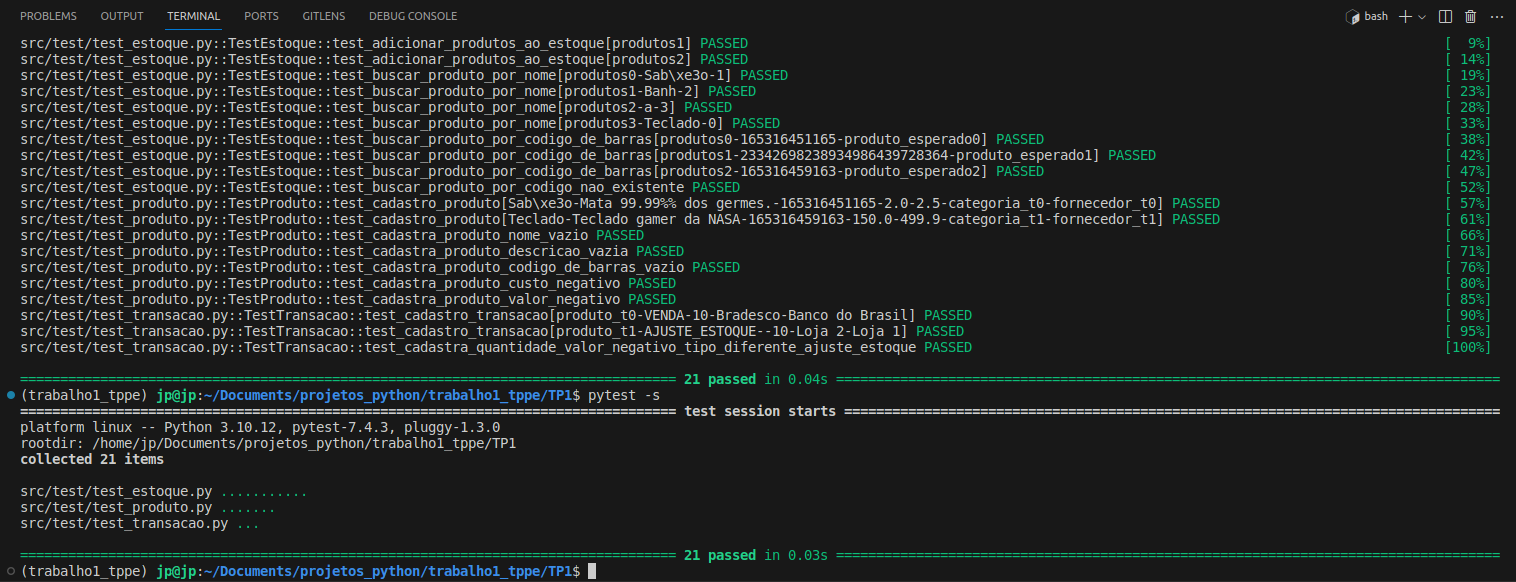 PROBLEMS OUTPUT TERMINAL PORTS GITLENS DEBUG CONSOLE bash
src/test/test_estoque.py::TestEstoque::test_adicionar_produtos_ao_estoque[produtos1] PASSED [  9%]
src/test/test_estoque.py::TestEstoque::test_adicionar_produtos_ao_estoque[produtos2] PASSED [ 14%]
src/test/test_estoque.py::TestEstoque::test_buscar_produto_por_nome[produtos0-Sab\xe3o-1] PASSED [ 19%]
src/test/test_estoque.py::TestEstoque::test_buscar_produto_por_nome[produtos1-Banh-2] PASSED [ 23%]
src/test/test_estoque.py::TestEstoque::test_buscar_produto_por_nome[produtos2-a-3] PASSED [ 28%]
src/test/test_estoque.py::TestEstoque::test_buscar_produto_por_nome[produtos3-Teclado-0] PASSED [ 33%]
src/test/test_estoque.py::TestEstoque::test_buscar_produto_por_codigo_de_barras[produtos0-165316451165-produto_esperado0] PASSED [ 38%]
src/test/test_estoque.py::TestEstoque::test_buscar_produto_por_codigo_de_barras[produtos1-23342698238934986439728364-produto_esperado1] PASSED [ 42%]
src/test/test_estoque.py::TestEstoque::test_buscar_produto_por_codigo_de_barras[produtos2-165316459163-produto_esperado2] PASSED [ 47%]
src/test/test_estoque.py::TestEstoque::test_buscar_produto_por_codigo_nao_existente PASSED [ 52%]
src/test/test_produto.py::TestProduto::test_cadastro_produto[Sab\xe3o-Mata 99.99%% dos germes.-165316451165-2.0-2.5-categoria_t0-fornecedor_t0] PASSED [ 57%]
src/test/test_produto.py::TestProduto::test_cadastro_produto[Teclado-Teclado gamer da NASA-165316459163-150.0-499.9-categoria_t1-fornecedor_t1] PASSED [ 61%]
src/test/test_produto.py::TestProduto::test_cadastra_produto_nome_vazio PASSED [ 66%]
src/test/test_produto.py::TestProduto::test_cadastra_produto_descricao_vazia PASSED [ 71%]
src/test/test_produto.py::TestProduto::test_cadastra_produto_codigo_de_barras_vazio PASSED [ 76%]
src/test/test_produto.py::TestProduto::test_cadastra_produto_custo_negativo PASSED [ 80%]
src/test/test_produto.py::TestProduto::test_cadastra_produto_valor_negativo PASSED [ 85%]
src/test/test_transacao.py::TestTransacao::test_cadastro_transacao[produto_t0-VENDA-10-Bradesco-Banco do Brasil] PASSED [ 90%]
src/test/test_transacao.py::TestTransacao::test_cadastro_transacao[produto_t1-AJUSTE_ESTOQUE--10-Loja 2-Loja 1] PASSED [ 95%]
src/test/test_transacao.py::TestTransacao::test_cadastra_quantidade_valor_negativo_tipo_diferente_ajuste_estoque PASSED [100%]
================ 21 passed in 0.04s ================
(trabalho1_tppe) jp@jp:~/Documents/projetos_python/trabalho1_tppe/TP1$ pytest -s
================ test session starts ================
platform linux -- Python 3.10.12, pytest-7.4.3, pluggy-1.3.0
rootdir: /home/jp/Documents/projetos_python/trabalho1_tppe/TP1
collected 21 items
src/test/test_estoque.py ...........
src/test/test_produto.py .......
src/test/test_transacao.py ...
================ 21 passed in 0.03s ================
(trabalho1_tppe) jp@jp:~/Documents/projetos_python/trabalho1_tppe/TP1$